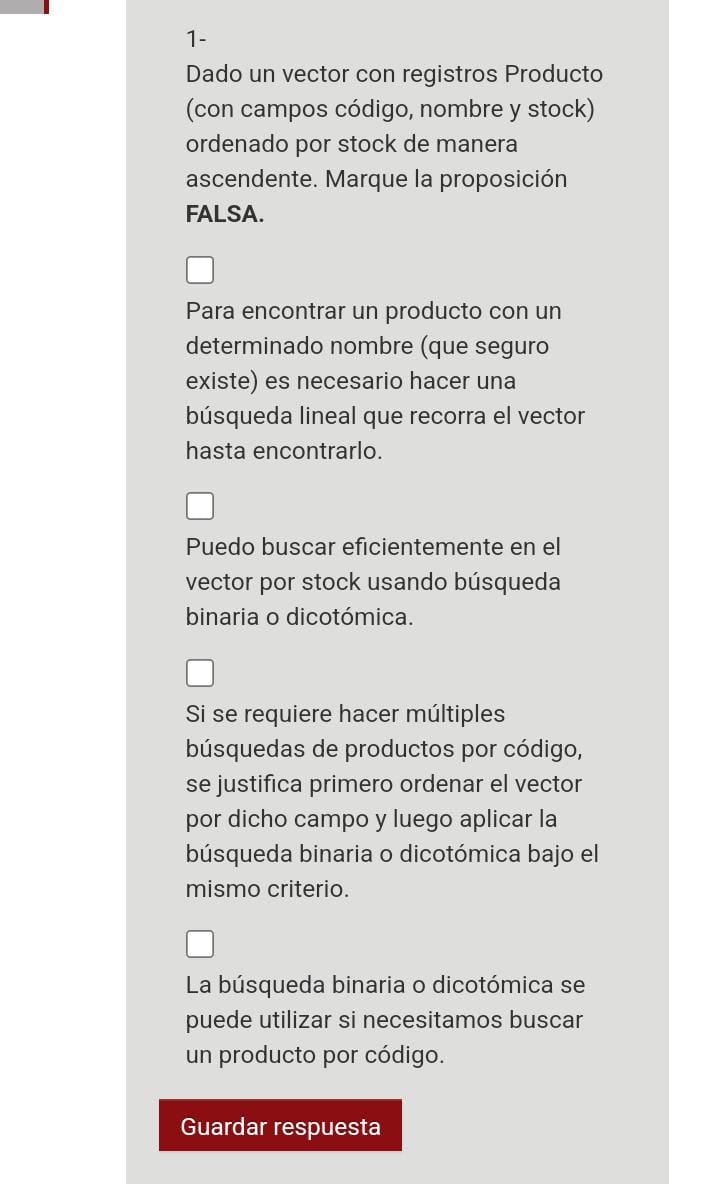 1-
Dado un vector con registros Producto
(con campos código, nombre y stock)
ordenado por stock de manera
ascendente. Marque la proposición
FALSA.
Para encontrar un producto con un
determinado nombre (que seguro
existe) es necesario hacer una
búsqueda lineal que recorra el vector
hasta encontrarlo.
Puedo buscar eficientemente en el
vector por stock usando búsqueda
binaria o dicotómica.
Si se requiere hacer múltiples
búsquedas de productos por código,
se justifica primero ordenar el vector
por dicho campo y luego aplicar la
búsqueda binaria o dicotómica bajo el
mismo criterio.
La búsqueda binaria o dicotómica se
puede utilizar si necesitamos buscar
un producto por código.
Guardar respuesta